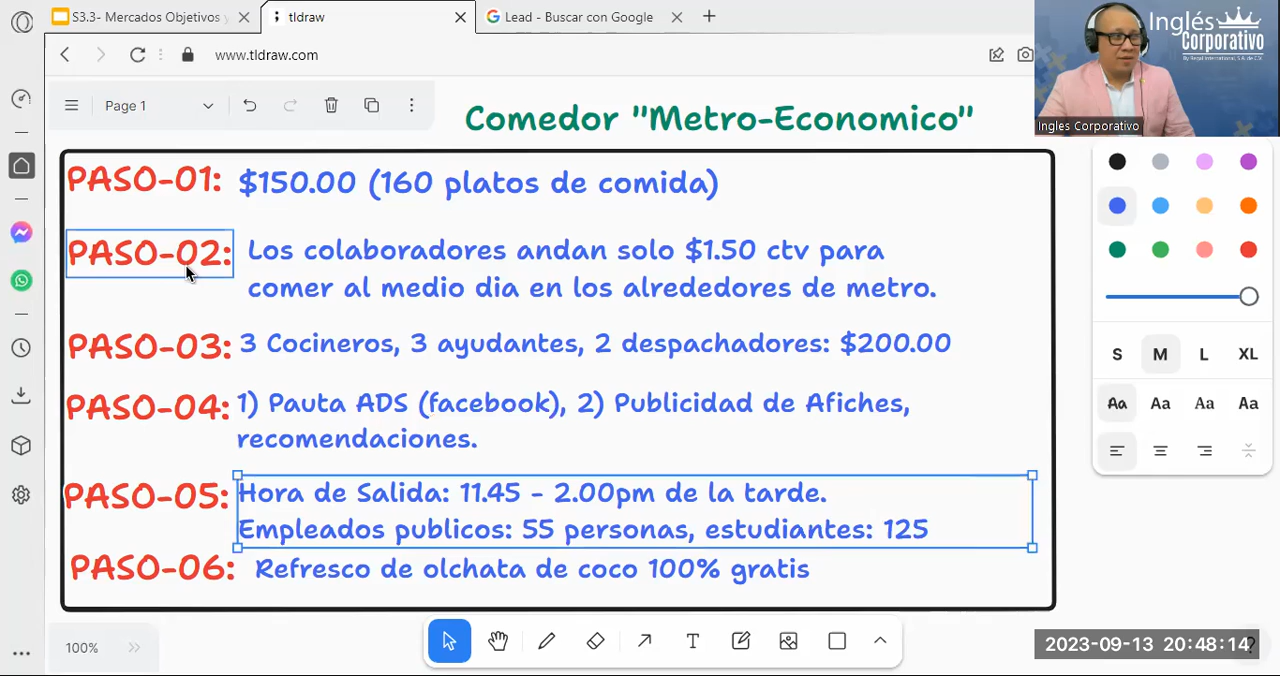 S3.3- Mercados Objetivos y
tldraw
Lead - Buscar con Google
www.tldraw.com
Page 1
Inglés
Corporativo
By Regal International, S.A. de C.V.
Ingles Corporativo
Comedor "Metro-Economico"
PASO-01: $150.00 (160 platos de comida)
PASO-02: Los colaboradores andan solo $1.50 ctv para
comer al medio dia en los alrededores de metro.
PASO-03: 3 Cocineros, 3 ayudantes, 2 despachadores: $200.00
PASO-04: 1) Pauta ADS (facebook), 2) Publicidad de Afiches,
recomendaciones.
PASO-05: Hora de Salida: 11.45 - 2.00pm de la tarde.
Empleados publicos: 55 personas, estudiantes: 125
PASO-06: Refresco de olchata de coco 100% gratis
S M L XL
Aa Aa Aa Aa
100%
T
2023-09-13 20:48:14